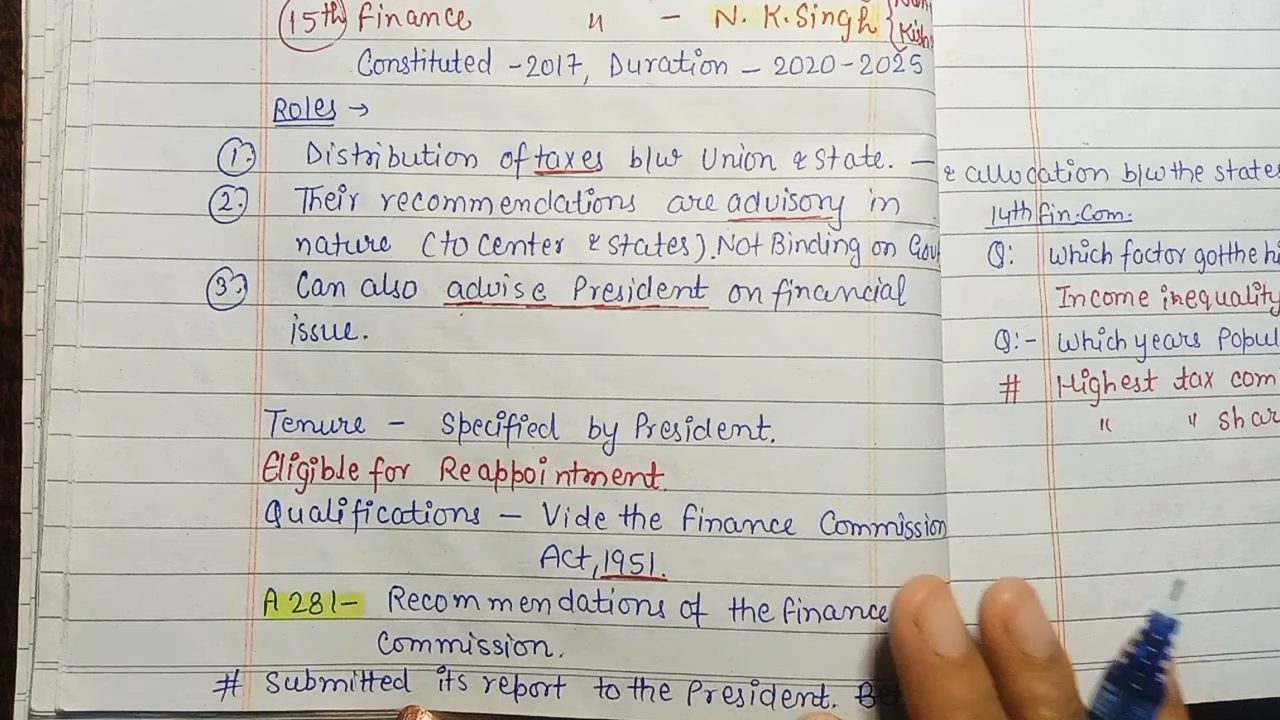 15th Finance " - N. K. Singh {
Kish
Constituted - 2017, Duration - 2020-2025
Roles →
1. Distribution of taxes b/w Union & State. —
2. Their recommendations are advisory in
nature (to center & states). Not Binding on Gov
3. Can also advise President on financial
issue.
Tenure - Specified by President.
Eligible for Reappointment.
Qualifications - Vide the Finance Commission
Act, 1951.
A 281- Recommendations of the finance
Commission.
# Submitted its report to the President.
& allocation b/w the states
14th fin. Com.
Q: which factor got the hi
Income inequality
Q:- which years Popul
# Highest tax com
" " shar